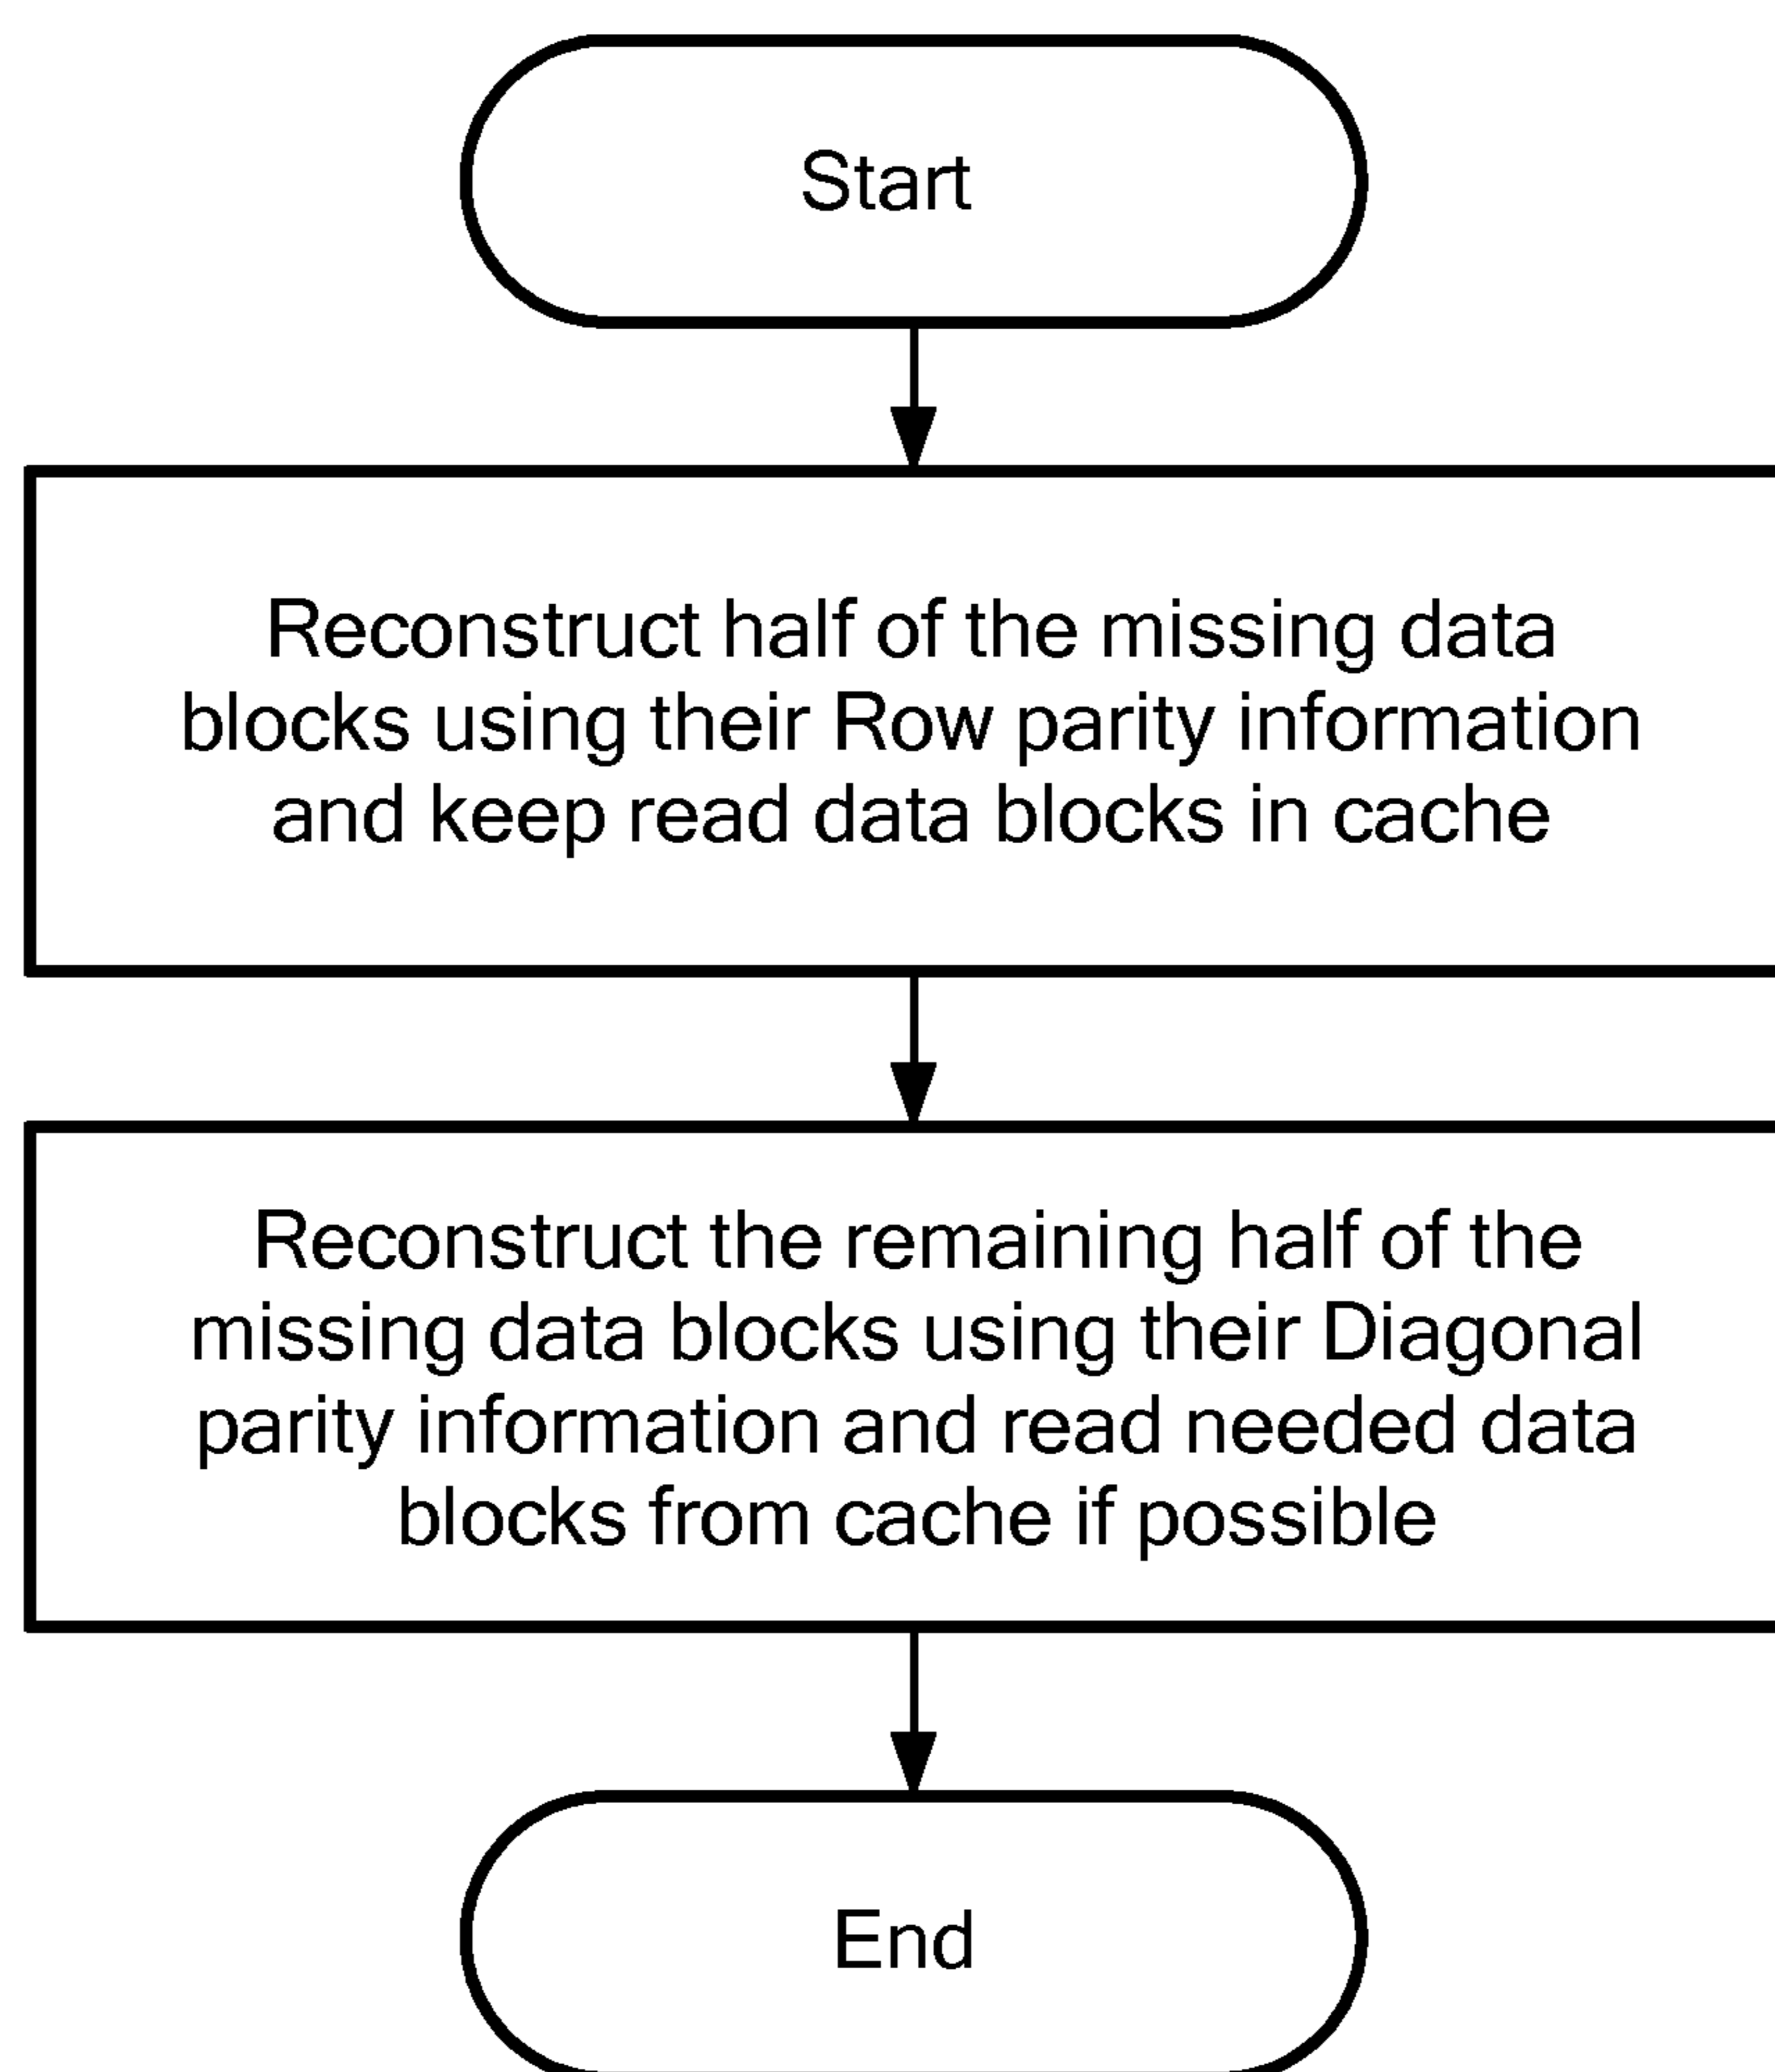 Start
Reconstruct half of the missing data
blocks using their Row parity information
and keep read data blocks in cache
Reconstruct the remaining half of the
missing data blocks using their Diagonal
parity information and read needed data
blocks from cache if possible
End